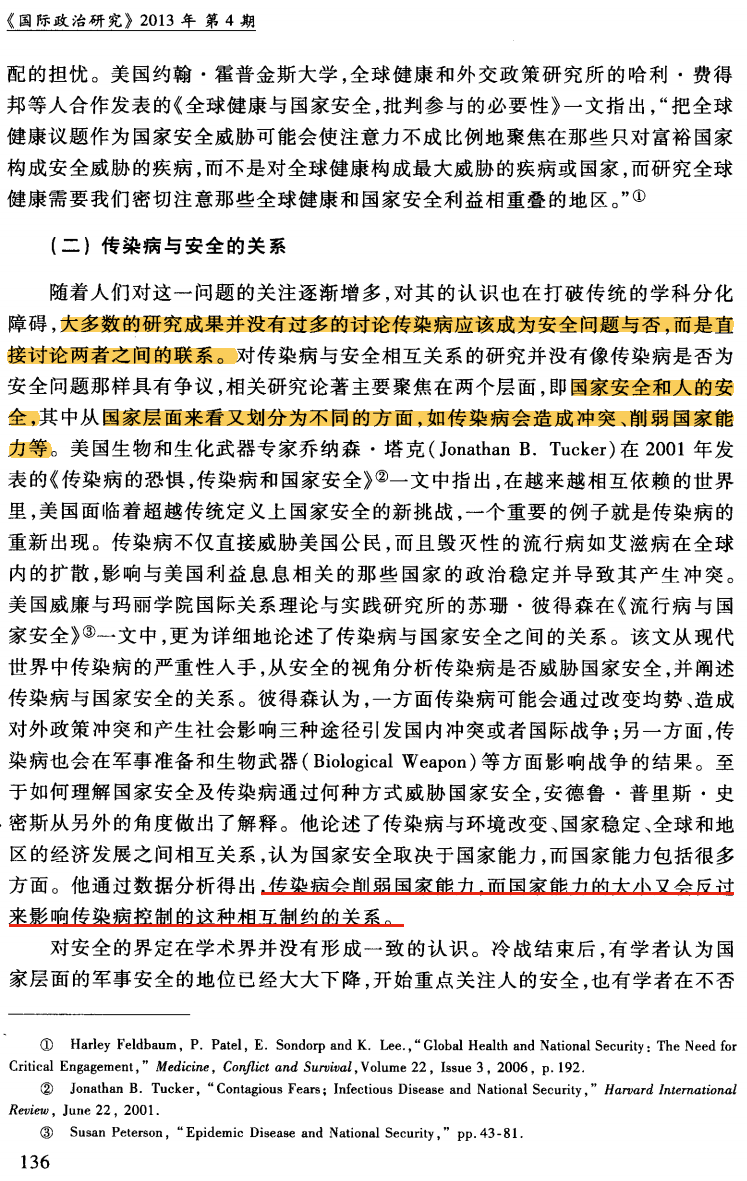 《国际政治研究》2013 年 第 4 期
配的担忧。美国约翰·霍普金斯大学,全球健康和外交政策研究所的哈利·费得
邦等人合作发表的《全球健康与国家安全,批判参与的必要性》一文指出,“把全球
健康议题作为国家安全威胁可能会使注意力不成比例地聚焦在那些只对富裕国家
构成安全威胁的疾病,而不是对全球健康构成最大威胁的疾病或国家,而研究全球
健康需要我们密切注意那些全球健康和国家安全利益相重叠的地区。”①
(二) 传染病与安全的关系
随着人们对这一问题的关注逐渐增多,对其的认识也在打破传统的学科分化
障碍,大多数的研究成果并没有过多的讨论传染病应该成为安全问题与否,而是直
接讨论两者之间的联系。对传染病与安全相互关系的研究并没有像传染病是否为
安全问题那样具有争议,相关研究论著主要聚焦在两个层面,即国家安全和人的安
全,其中从国家层面来看又划分为不同的方面,如传染病会造成冲突、削弱国家能
力等。美国生物和生化武器专家乔纳森·塔克(Jonathan B. Tucker)在 2001 年发
表的《传染病的恐惧,传染病和国家安全》②一文中指出,在越来越相互依赖的世界
里,美国面临着超越传统定义上国家安全的新挑战,一个重要的例子就是传染病的
重新出现。传染病不仅直接威胁美国公民,而且毁灭性的流行病如艾滋病在全球
内的扩散,影响与美国利益息息相关的那些国家的政治稳定并导致其产生冲突。
美国威廉与玛丽学院国际关系理论与实践研究所的苏珊·彼得森在《流行病与国
家安全》③一文中,更为详细地论述了传染病与国家安全之间的关系。该文从现代
世界中传染病的严重性入手,从安全的视角分析传染病是否威胁国家安全,并阐述
传染病与国家安全的关系。彼得森认为,一方面传染病可能会通过改变均势、造成
对外政策冲突和产生社会影响三种途径引发国内冲突或者国际战争;另一方面,传
染病也会在军事准备和生物武器(Biological Weapon)等方面影响战争的结果。至
于如何理解国家安全及传染病通过何种方式威胁国家安全,安德鲁·普里斯·史
密斯从另外的角度做出了解释。他论述了传染病与环境改变、国家稳定、全球和地
区的经济发展之间相互关系,认为国家安全取决于国家能力,而国家能力包括很多
方面。他通过数据分析得出,传染病会削弱国家能力,而国家能力的大小又会反过
来影响传染病控制的这种相互制约的关系。
对安全的界定在学术界并没有形成一致的认识。冷战结束后,有学者认为国
家层面的军事安全的地位已经大大下降,开始重点关注人的安全,也有学者在不否
① Harley Feldbaum, P. Patel, E. Sondorp and K. Lee.,“Global Health and National Security: The Need for
Critical Engagement,” Medicine, Conflict and Survival,Volume 22, Issue 3, 2006, p.192.
② Jonathan B. Tucker, “Contagious Fears; Infectious Disease and National Security,” Harvard International
Review, June 22, 2001.
③ Susan Peterson, “Epidemic Disease and National Security,” pp.43-81.
136